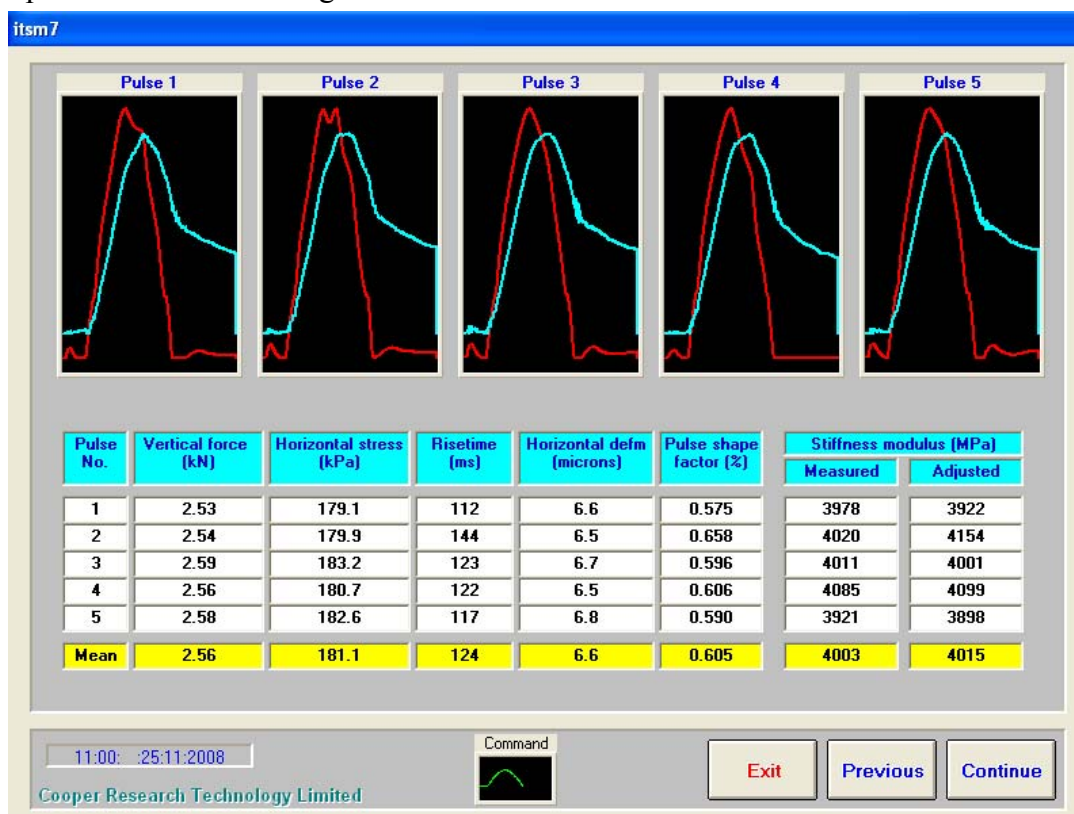 itsm7
Pulse 1 Pulse 2 Pulse 3 Pulse 4 Pulse 5
Pulse No. Vertical force (kN) Horizontal stress (kPa) Risetime (ms) Horizontal defm (microns) Pulse shape factor (%) Stiffness modulus (MPa)
Measured Adjusted
1 2.53 179.1 112 6.6 0.575 3978 3922
2 2.54 179.9 144 6.5 0.658 4020 4154
3 2.59 183.2 123 6.7 0.596 4011 4001
4 2.56 180.7 122 6.5 0.606 4085 4099
5 2.58 182.6 117 6.8 0.590 3921 3898
Mean 2.56 181.1 124 6.6 0.605 4003 4015
11:00: :25:11:2008
Command
Exit Previous Continue
Cooper Research Technology Limited